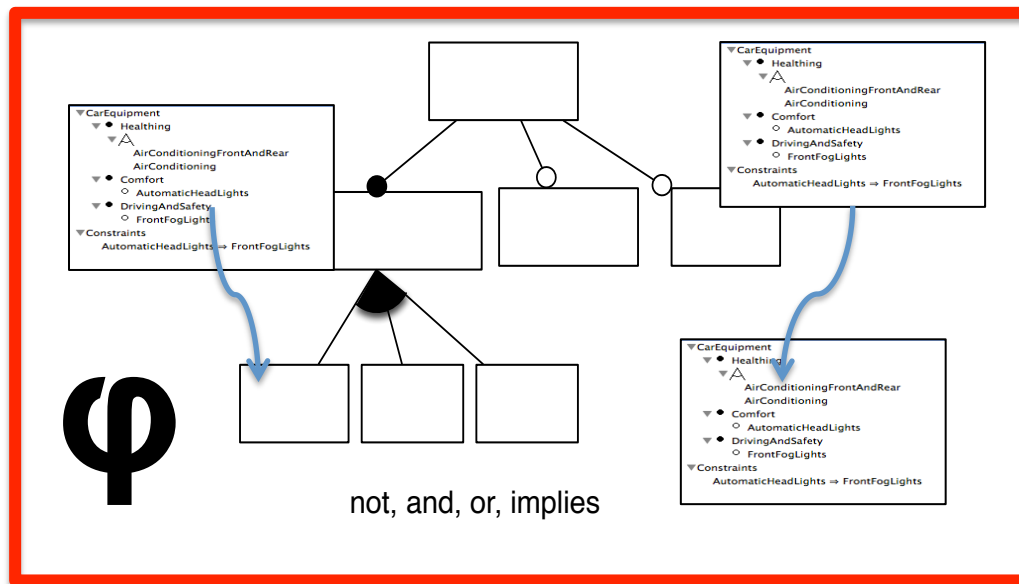 CarEquipment
Healthing
AirConditioningFrontAndRear
AirConditioning
Comfort
AutomaticHeadLights
DrivingAndSafety
FrontFogLight
Constraints
AutomaticHeadLights ⇒ FrontFogLights
CarEquipment
Healthing
AirConditioningFrontAndRear
AirConditioning
Comfort
AutomaticHeadLights
DrivingAndSafety
FrontFogLights
Constraints
AutomaticHeadLights ⇒ FrontFogLights
CarEquipment
Healthing
AirConditioningFrontAndRear
AirConditioning
Comfort
AutomaticHeadLights
DrivingAndSafety
FrontFogLights
Constraints
AutomaticHeadLights ⇒ FrontFogLights
φ
not, and, or, implies